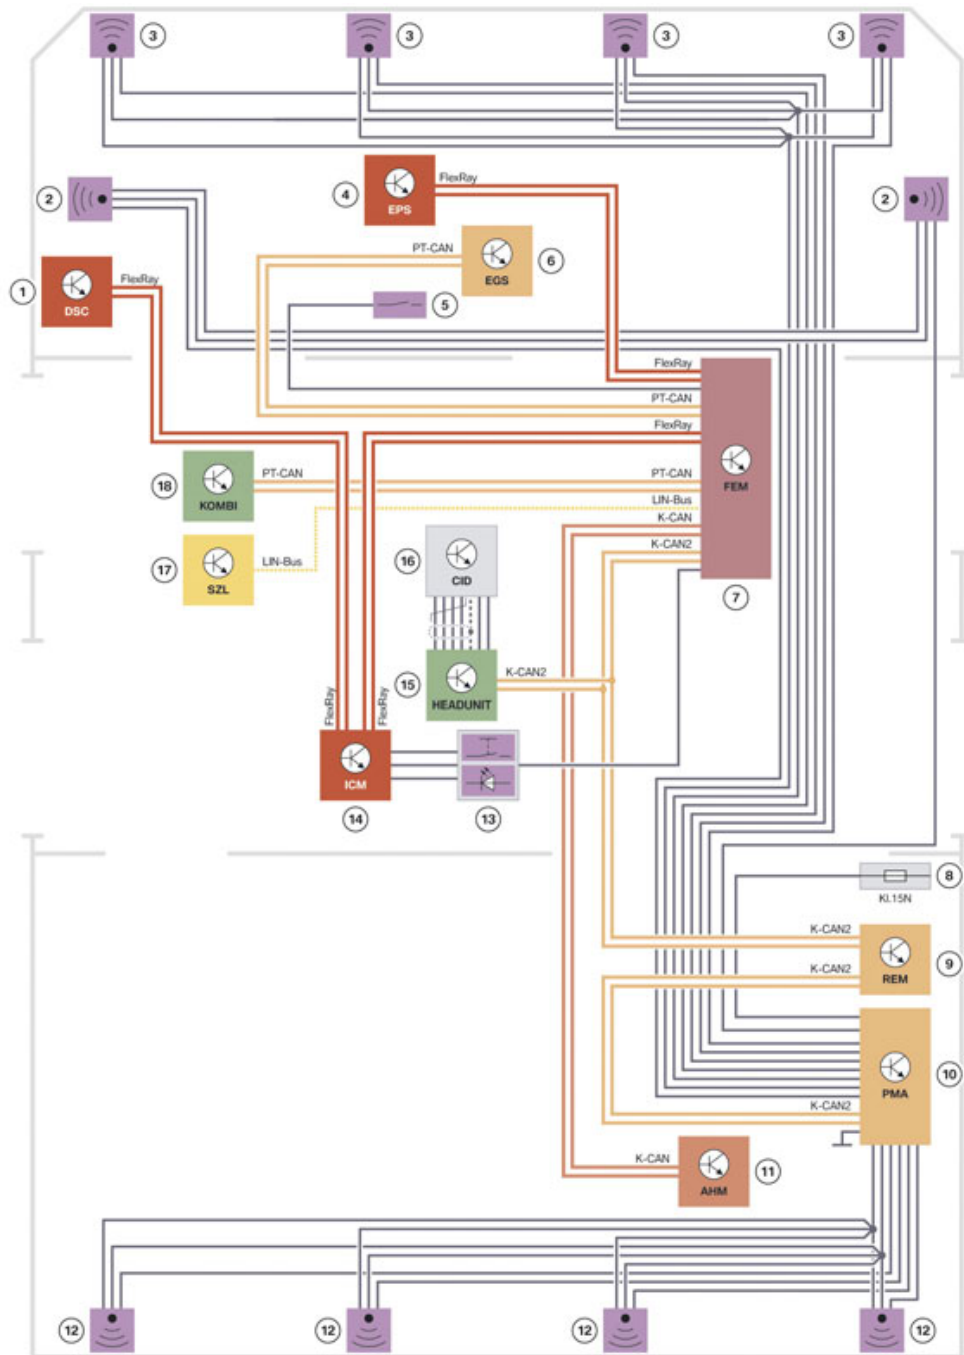 3 3 3 3
4 EPS FlexRay
2 2
PT-CAN EGS 6
1 DSC FlexRay
5
FlexRay
PT-CAN
FlexRay
18 KOMBI PT-CAN
PT-CAN
FEM
LIN-Bus
K-CAN
K-CAN2
17 SZL LIN-Bus
16 CID
7
15 HEADUNIT K-CAN2
FlexRay FlexRay
ICM
14 13
8
Kl.15N
K-CAN2
REM 9
K-CAN2
PMA 10
K-CAN2
K-CAN AHM 11
12 12 12 12